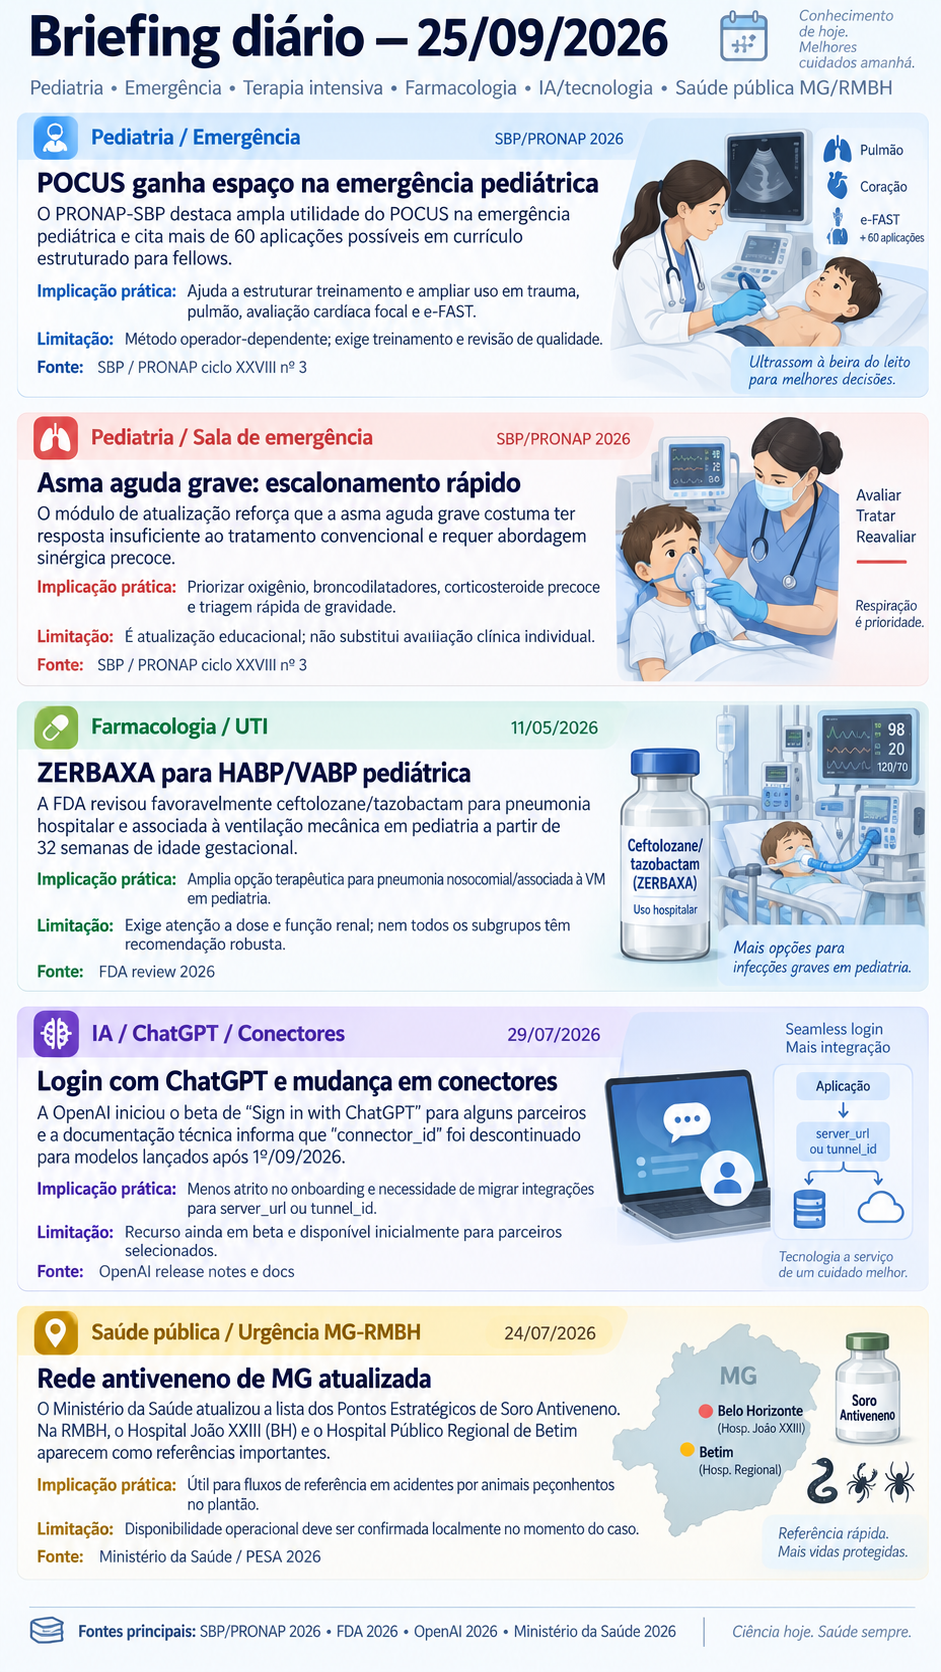 Briefing diário – 25/09/2026
Conhecimento
de hoje.
Melhores
cuidados amanhá.
Pediatria • Emergência • Terapia intensiva • Farmacologia • IA/tecnologia • Saúde pública MG/RMBH
Pediatria / Emergência
SBP/PRONAP 2026
POCUS ganha espaço na emergência pediátrica
O PRONAP-SBP destaca ampla utilidade do POCUS na emergência
pediátrica e cita mais de 60 aplicações possíveis em currículo
estruturado para fellows.
Implicação prática: Ajuda a estruturar treinamento e ampliar uso em trauma,
pulmão, avaliação cardíaca focal e e-FAST.
Limitação: Método operador-dependente; exige treinamento e revisão de qualidade.
Fonte: SBP / PRONAP ciclo XXVIII nº 3
Pulmão
Coração
e-FAST
+ 60 aplicações
Ultrassom à beira do leito
para melhores decisões.
Pediatria / Sala de emergência
SBP/PRONAP 2026
Asma aguda grave: escalonamento rápido
O módulo de atualização reforça que a asma aguda grave costuma ter
resposta insuficiente ao tratamento convencional e requer abordagem
sinérgica precoce.
Implicação prática: Priorizar oxigênio, broncodilatadores, corticosteroide precoce
e triagem rápida de gravidade.
Limitação: É atualização educacional; não substitui avaliação clínica individual.
Fonte: SBP / PRONAP ciclo XXVIII nº 3
Avaliar
Tratar
Reavaliar
Respiração
é prioridade.
Farmacologia / UTI
11/05/2026
ZERBAXA para HABP/VABP pediátrica
A FDA revisou favoravelmente ceftolozane/tazobactam para pneumonia
hospitalar e associada à ventilação mecânica em pediatria a partir de
32 semanas de idade gestacional.
Implicação prática: Amplia opção terapêutica para pneumonia nosocomial/associada à VM
em pediatria.
Limitação: Exige atenção a dose e função renal; nem todos os subgrupos têm
recomendação robusta.
Fonte: FDA review 2026
Ceftolozane/
tazobactam
(ZERBAXA)
Uso hospitalar
98
20
120/70
Mais opções para
infecções graves em pediatria.
IA / ChatGPT / Conectores
29/07/2026
Login com ChatGPT e mudança em conectores
A OpenAI iniciou o beta de “Sign in with ChatGPT” para alguns parceiros
e a documentação técnica informa que “connector_id” foi descontinuado
para modelos lançados após 1º/09/2026.
Implicação prática: Menos atrito no onboarding e necessidade de migrar integrações
para server_url ou tunnel_id.
Limitação: Recurso ainda em beta e disponível inicialmente para parceiros
selecionados.
Fonte: OpenAI release notes e docs
Seamless login
Mais integração
Aplicação
server_url
ou tunnel_id
Tecnologia a serviço
de um cuidado melhor.
Saúde pública / Urgência MG-RMBH
24/07/2026
Rede antiveneno de MG atualizada
O Ministério da Saúde atualizou a lista dos Pontos Estratégicos de Soro Antiveneno.
Na RMBH, o Hospital João XXIII (BH) e o Hospital Público Regional de Betim
aparecem como referências importantes.
Implicação prática: Útil para fluxos de referência em acidentes por animais peçonhentos
no plantão.
Limitação: Disponibilidade operacional deve ser confirmada localmente no momento do caso.
Fonte: Ministério da Saúde / PESA 2026
MG
Belo Horizonte
(Hosp. João XXIII)
Betim
(Hosp. Regional)
Soro
Antiveneno
Referência rápida.
Mais vidas protegidas.
Fontes principais: SBP/PRONAP 2026 • FDA 2026 • OpenAI 2026 • Ministério da Saúde 2026
Ciência hoje. Saúde sempre.